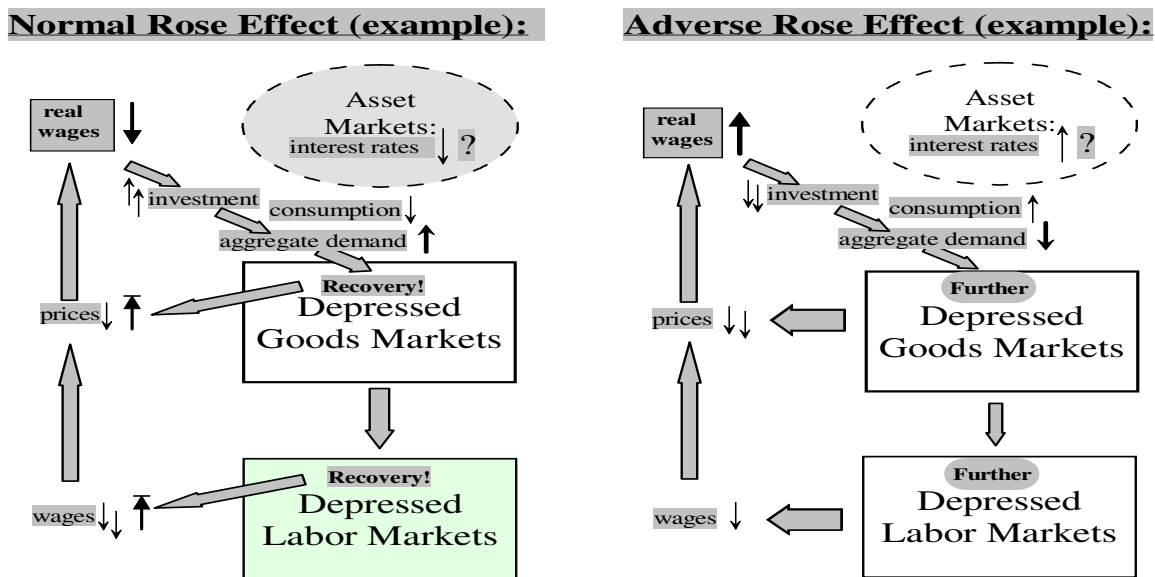 Normal Rose Effect (example):
real
wages
Asset
Markets:
interest rates ?
investment
consumption
aggregate demand
Recovery!
Depressed
Goods Markets
prices
Recovery!
Depressed
Labor Markets
wages
Adverse Rose Effect (example):
real
wages
Asset
Markets:
interest rates ?
investment
consumption
aggregate demand
Further
Depressed
Goods Markets
prices
Further
Depressed
Labor Markets
wages